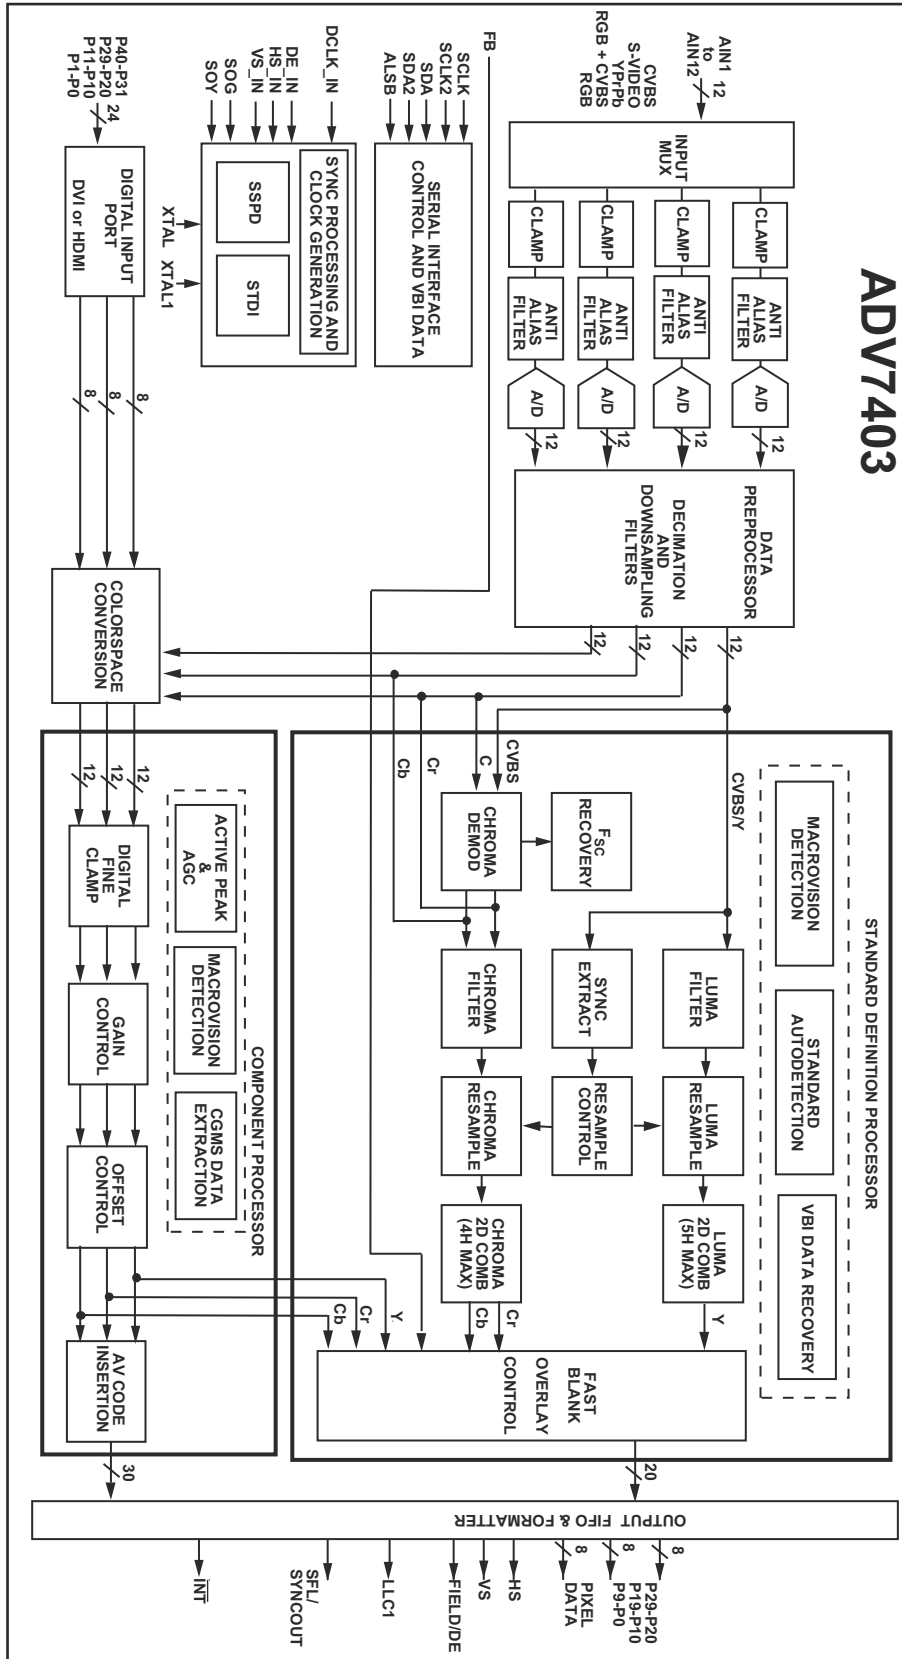 ADV7403
AIN1
to
AIN12
12
CVBS
S-VIDEO
YPrPb
RGB + CVBS
RGB
INPUT
MUX
CLAMP
ANTI
ALIAS
FILTER
A/D
12
CLAMP
ANTI
ALIAS
FILTER
A/D
12
CLAMP
ANTI
ALIAS
FILTER
A/D
12
CLAMP
ANTI
ALIAS
FILTER
A/D
12
DATA
PREPROCESSOR
DECIMATION
AND
DOWNSAMPLING
FILTERS
12
12
12
12
FB
SCLK
SCLK2
SDA
SDA2
ALSB
SERIAL INTERFACE
CONTROL AND VBI DATA
DCLK_IN
DE_IN
HS_IN
VS_IN
SOG
SOY
SYNC PROCESSING AND
CLOCK GENERATION
SSPD
STDI
XTAL
XTAL1
P40-P31
P29-P20
P11-P10
P1-P0
24
DIGITAL INPUT
PORT
DVI or HDMI
8
8
8
COLORSPACE
CONVERSION
STANDARD DEFINITION PROCESSOR
MACROVISION
DETECTION
STANDARD
AUTODETECTION
VBI DATA RECOVERY
CVBS/Y
LUMA
FILTER
LUMA
RESAMPLE
LUMA
2D COMB
(5H MAX)
Y
SYNC
EXTRACT
RESAMPLE
CONTROL
FSC
RECOVERY
CVBS
C
Cr
Cb
CHROMA
DEMOD
CHROMA
FILTER
CHROMA
RESAMPLE
CHROMA
2D COMB
(4H MAX)
Cr
Cb
FAST
BLANK
OVERLAY
CONTROL
20
COMPONENT PROCESSOR
ACTIVE PEAK
&
AGC
MACROVISION
DETECTION
CGMS DATA
EXTRACTION
12
12
12
DIGITAL
FINE
CLAMP
GAIN
CONTROL
OFFSET
CONTROL
Y
Cr
Cb
AV CODE
INSERTION
30
OUTPUT FIFO & FORMATTER
8
8
8
P29-P20
P19-P10
P9-P0
PIXEL
DATA
HS
VS
FIELD/DE
LLC1
SFL/
SYNCOUT
INT